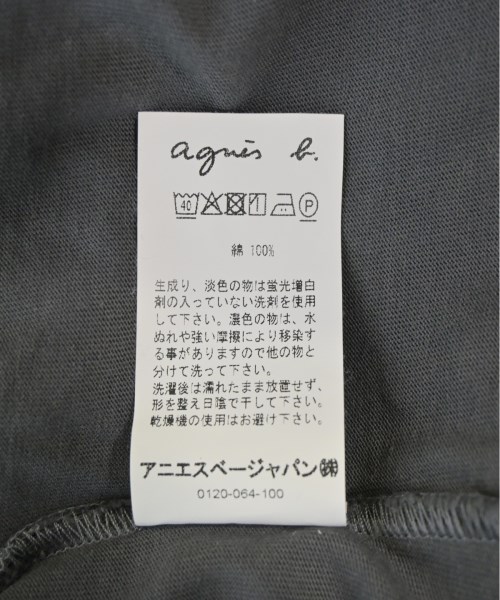 agnès b.
40 P
綿 100%
生成り、淡色の物は蛍光増白
剤の入っていない洗剤を使用
して下さい。濃色の物は、水
ぬれや強い摩擦により移染す
る事がありますので他の物と
分けて洗って下さい。
洗濯後は濡れたまま放置せず、
形を整え日陰で干して下さい。
乾燥機の使用はお避け下さい。
アニエスベージャパン㈱
0120-064-100